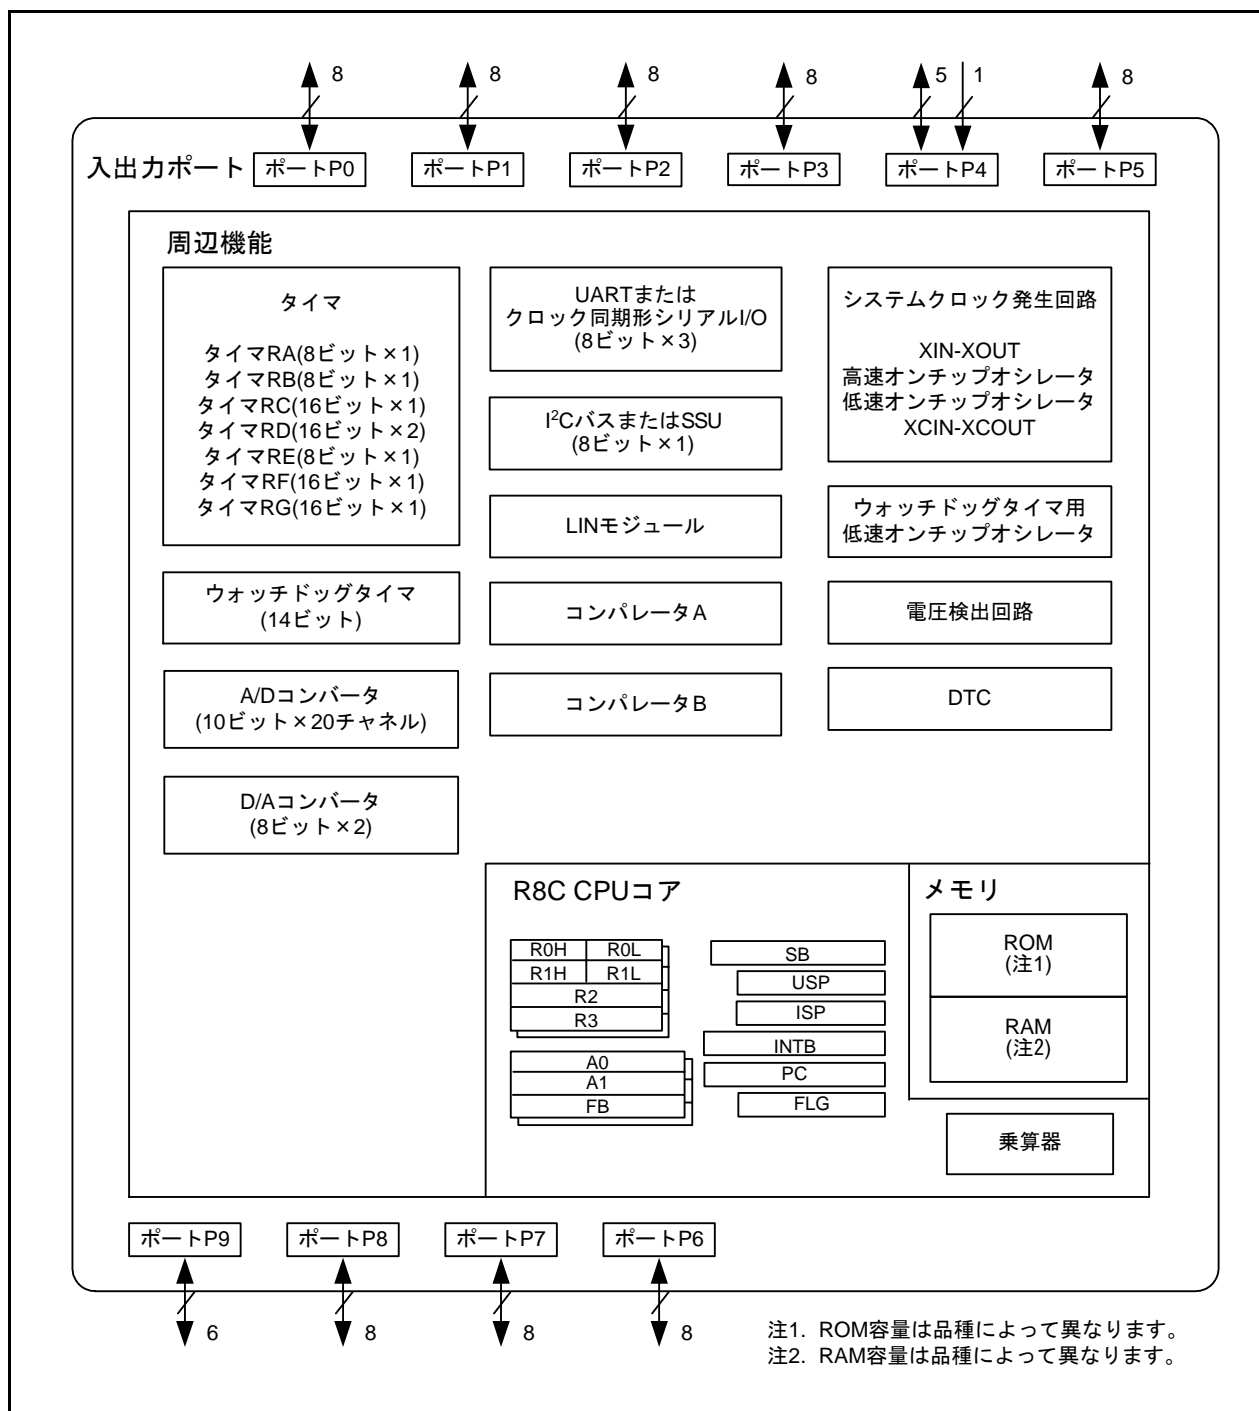 8
8
8
8
5
1
8
入出力ポート
ポートP0
ポートP1
ポートP2
ポートP3
ポートP4
ポートP5
周辺機能
タイマ
タイマRA(8ビット×1)
タイマRB(8ビット×1)
タイマRC(16ビット×1)
タイマRD(16ビット×2)
タイマRE(8ビット×1)
タイマRF(16ビット×1)
タイマRG(16ビット×1)
ウォッチドッグタイマ
(14ビット)
A/Dコンバータ
(10ビット×20チャネル)
D/Aコンバータ
(8ビット×2)
UARTまたは
クロック同期形シリアルI/O
(8ビット×3)
I²CバスまたはSSU
(8ビット×1)
LINモジュール
コンパレータA
コンパレータB
システムクロック発生回路
XIN-XOUT
高速オンチップオシレータ
低速オンチップオシレータ
XCIN-XCOUT
ウォッチドッグタイマ用
低速オンチップオシレータ
電圧検出回路
DTC
R8C CPUコア
R0H
R0L
R1H
R1L
R2
R3
A0
A1
FB
SB
USP
ISP
INTB
PC
FLG
メモリ
ROM
(注1)
RAM
(注2)
乗算器
ポートP9
ポートP8
ポートP7
ポートP6
6
8
8
8
注1. ROM容量は品種によって異なります。
注2. RAM容量は品種によって異なります。